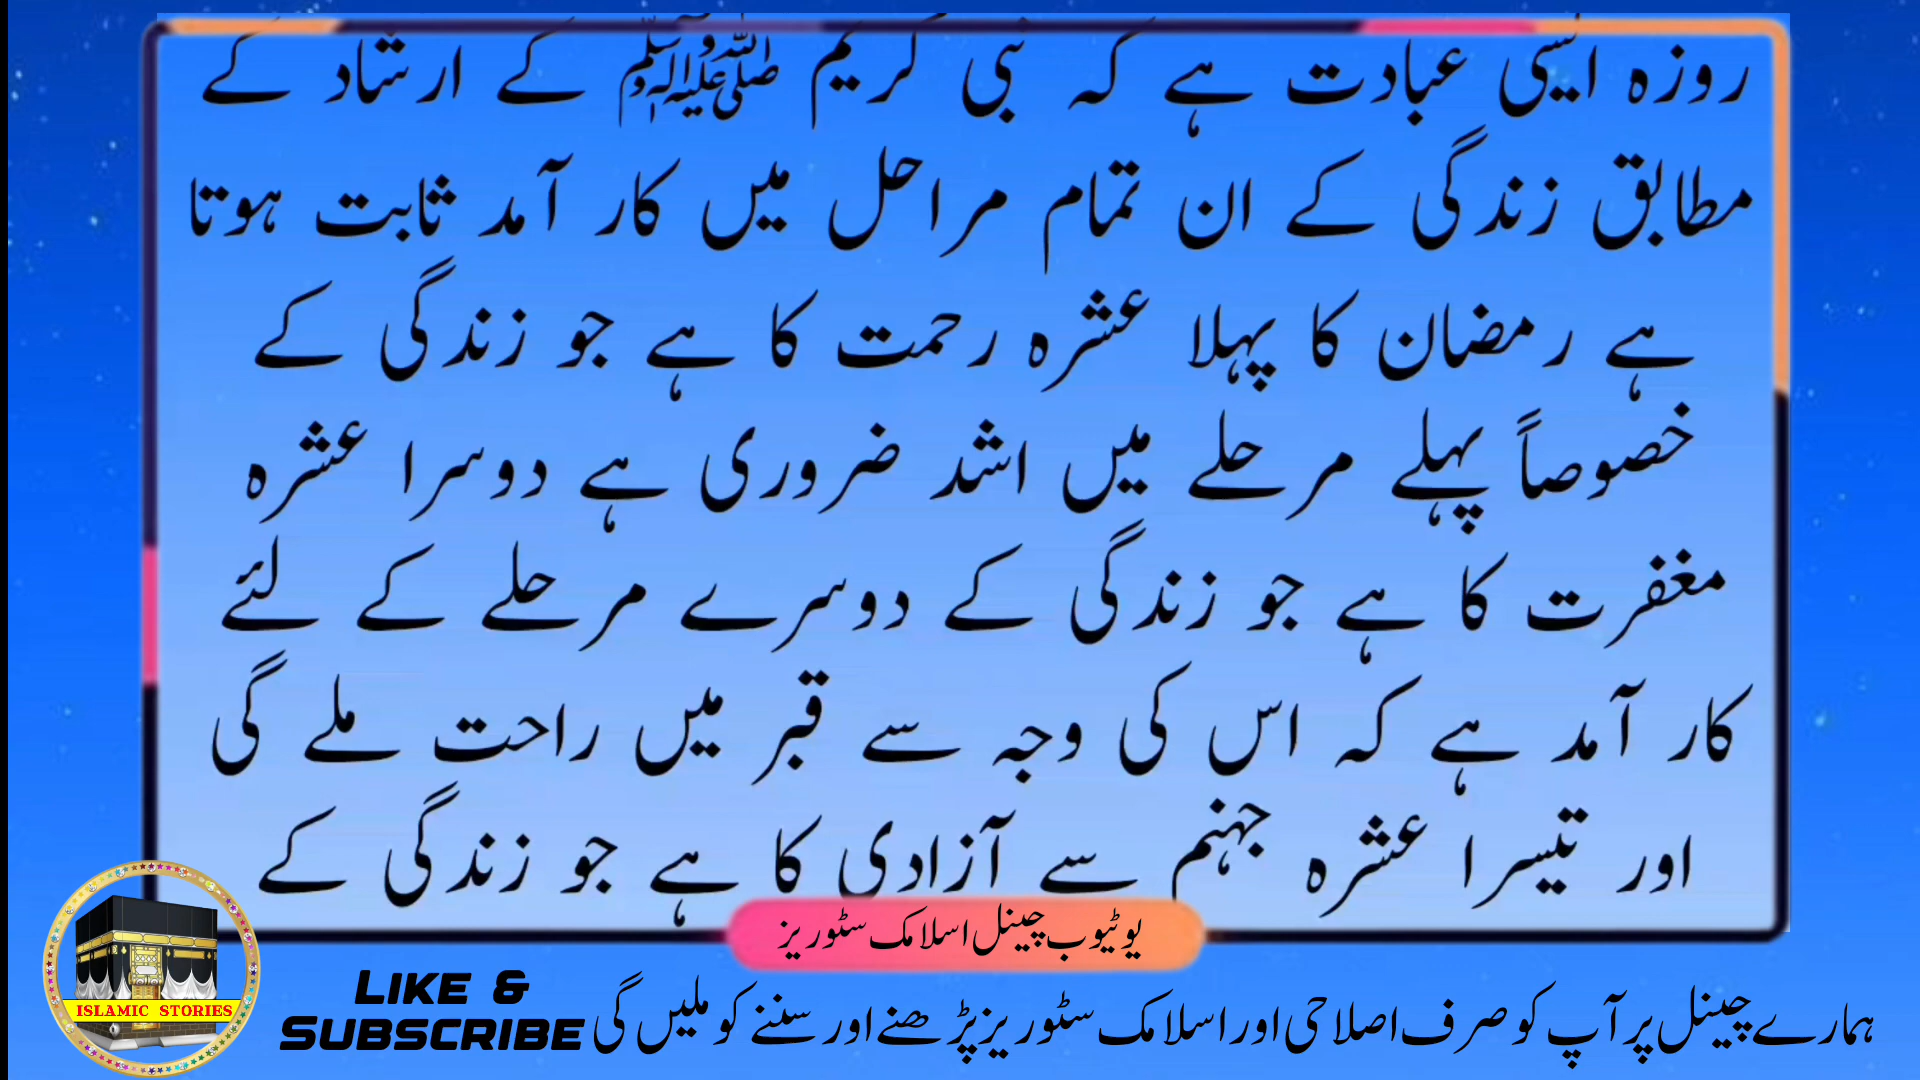 روزہ ایسی عبادت ہے کہ نبی کریم ﷺ کے ارشاد کے
مطابق زندگی کے ان تمام مراحل میں کار آمد ثابت ہوتا
ہے رمضان کا پہلا عشرہ رحمت کا ہے جو زندگی کے
خصوصاً پہلے مرحلے میں اشد ضروری ہے دوسرا عشرہ
مغفرت کا ہے جو زندگی کے دوسرے مرحلے کے لئے
کار آمد ہے کہ اس کی وجہ سے قبر میں راحت ملے گی
اور تیسرا عشرہ جہنم سے آزادی کا ہے جو زندگی کے
یوٹیوب چینل اسلامک سٹوریز
ہمارے چینل پر آپ کو صرف اصلاحی اور اسلامک سٹوریز پڑھنے اور سننے کو ملیں گی
LIKE &
SUBSCRIBE
ISLAMIC STORIES